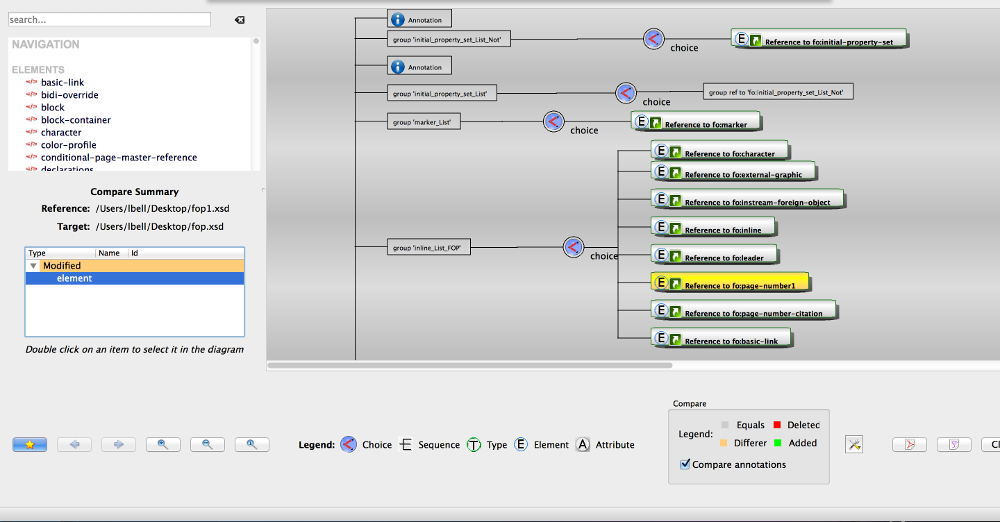 search...
NAVIGATION
ELEMENTS
basic-link
bidi-override
block
block-container
character
color-profile
conditional-page-master-reference
declarations
Compare Summary
Reference: /Users/lbell/Desktop/fop1.xsd
Target: /Users/lbell/Desktop/fop.xsd
Type Name Id
Modified
element
Double click on an item to select it in the diagram
Annotation
group 'initial_property_set_List_Not'
choice
Reference to fo:initial-property-set
Annotation
group 'initial_property_set_List'
choice
group ref to 'fo:initial_property_set_List_Not'
group 'marker_List'
choice
Reference to fo:marker
group 'inline_List_FOP'
choice
Reference to fo:character
Reference to fo:external-graphic
Reference to fo:instream-foreign-object
Reference to fo:inline
Reference to fo:leader
Reference to fo:page-number1
Reference to fo:page-number-citation
Reference to fo:basic-link
Legend: Choice Sequence T Type E Element A Attribute
Compare
Legend: Equals Deleted
Differer Added
Compare annotations